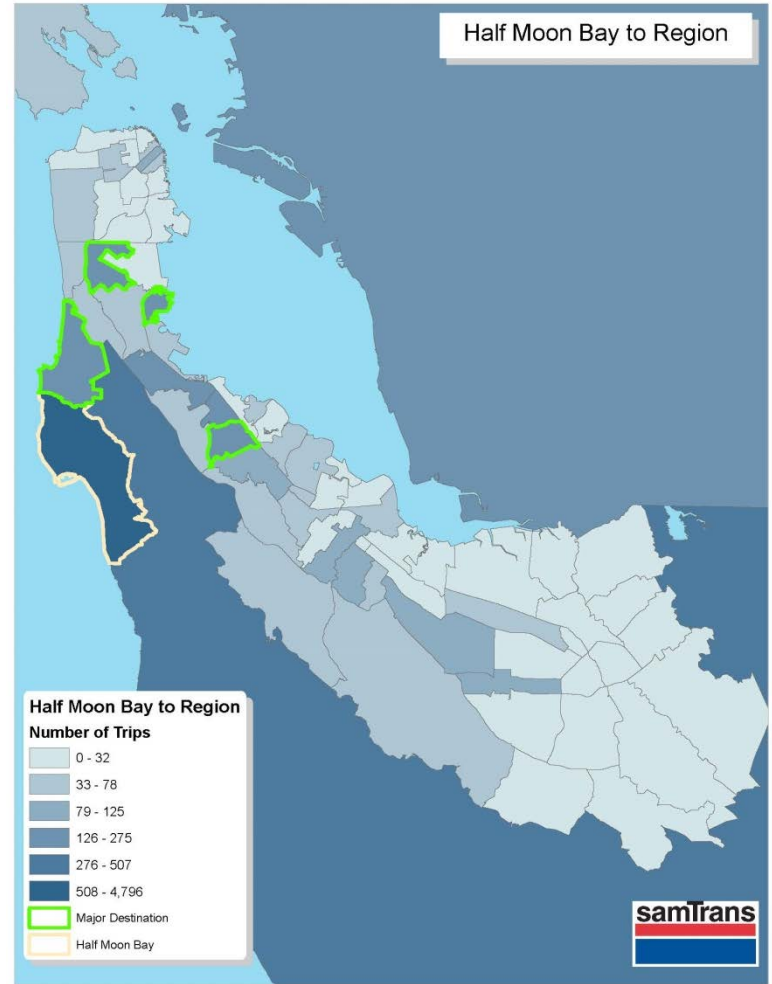 Half Moon Bay to Region
Half Moon Bay to Region
Number of Trips
0 - 32
33 - 78
79 - 125
126 - 275
276 - 507
508 - 4,796
Major Destination
Half Moon Bay
samTrans